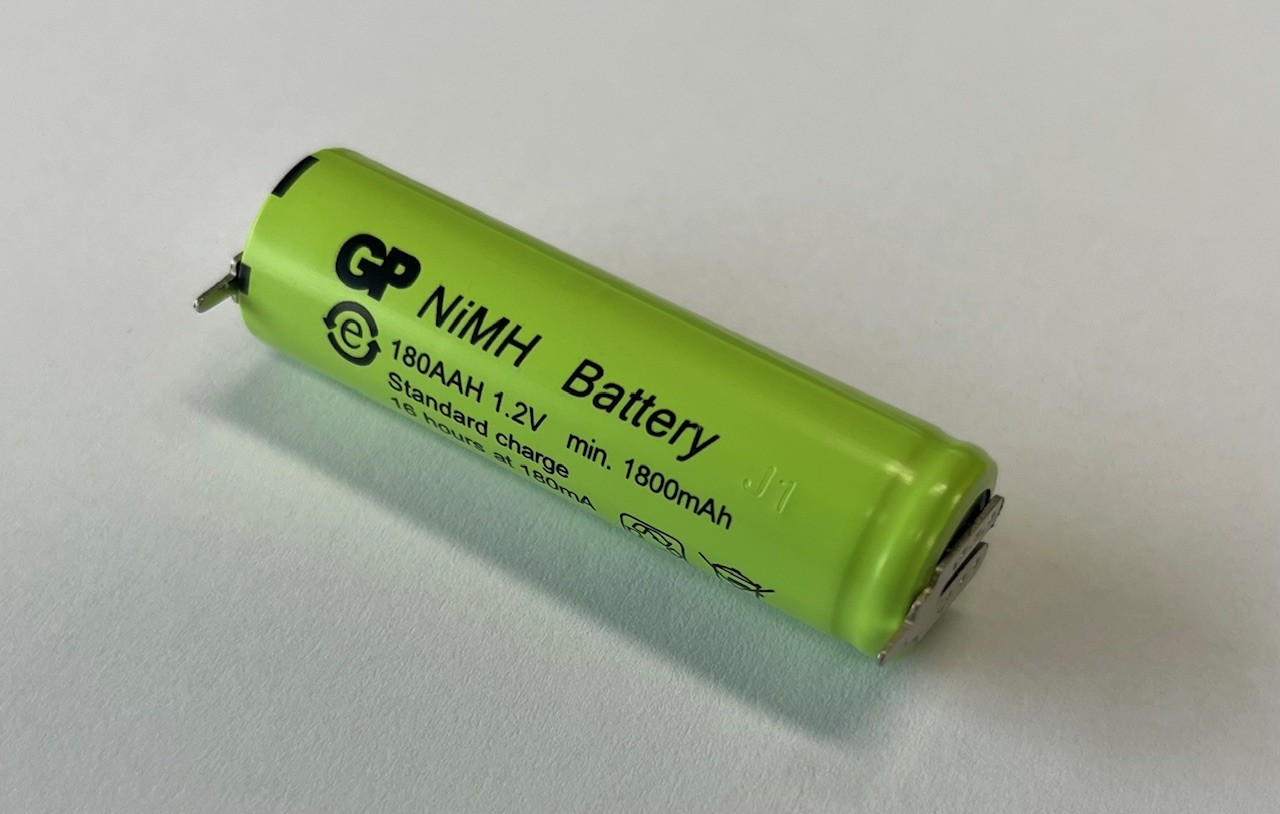 GP
NiMH Battery
e
180AAH 1.2V min. 1800mAh
Standard charge
16 hours at 180mA
J1